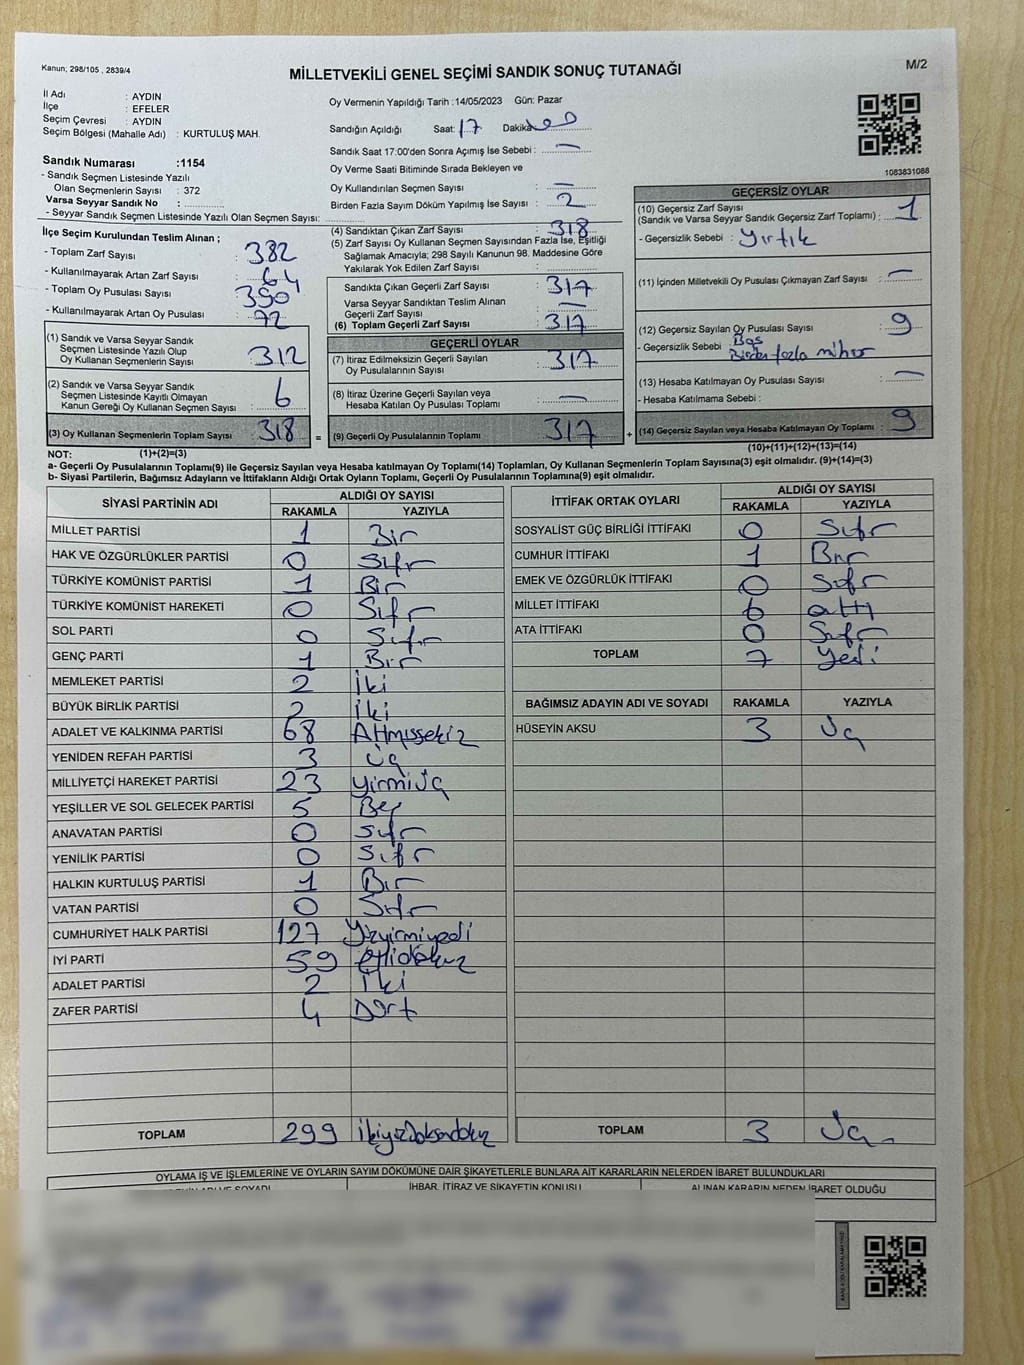 Kanun; 298/105 , 2839/4
MİLLETVEKİLİ GENEL SEÇİMİ SANDIK SONUÇ TUTANAĞI
M/2
İl Adı : AYDIN
İlçe : EFELER
Seçim Çevresi : AYDIN
Seçim Bölgesi (Mahalle Adı) : KURTULUŞ MAH.
Sandık Numarası :1154
- Sandık Seçmen Listesinde Yazılı
Olan Seçmenlerin Sayısı : 372
Varsa Seyyar Sandık No :
- Seyyar Sandık Seçmen Listesinde Yazılı Olan Seçmen Sayısı:
Oy Vermenin Yapıldığı Tarih :14/05/2023 Gün: Pazar
Sandığın Açıldığı Saat: 17 Dakika
Sandık Saat 17:00'den Sonra Açımış İse Sebebi : —
Oy Verme Saati Bitiminde Sırada Bekleyen ve
Oy Kullandırılan Seçmen Sayısı : —
Birden Fazla Sayım Döküm Yapılmış İse Sayısı : 2
1083831088
İlçe Seçim Kurulundan Teslim Alınan ;
- Toplam Zarf Sayısı : 382
- Kullanılmayarak Artan Zarf Sayısı : 64
- Toplam Oy Pusulası Sayısı : 390
- Kullanılmayarak Artan Oy Pusulası : 72
(1) Sandık ve Varsa Seyyar Sandık
Seçmen Listesinde Yazılı Olup
Oy Kullanan Seçmenlerin Sayısı : 312
(2) Sandık ve Varsa Seyyar Sandık
Seçmen Listesinde Kayıtlı Olmayan
Kanun Gereği Oy Kullanan Seçmen Sayısı : 6
(3) Oy Kullanan Seçmenlerin Toplam Sayısı : 318
(4) Sandıktan Çıkan Zarf Sayısı : 318
(5) Zarf Sayısı Oy Kullanan Seçmen Sayısından Fazla İse, Eşitliği
Sağlamak Amacıyla; 298 Sayılı Kanunun 98. Maddesine Göre
Yakılarak Yok Edilen Zarf Sayısı :
Sandıkta Çıkan Geçerli Zarf Sayısı : 317
Varsa Seyyar Sandıktan Teslim Alınan
Geçerli Zarf Sayısı : —
(6) Toplam Geçerli Zarf Sayısı : 317
GEÇERLİ OYLAR
(7) İtiraz Edilmeksizin Geçerli Sayılan
Oy Pusulalarının Sayısı : 317
(8) İtiraz Üzerine Geçerli Sayılan veya
Hesaba Katılan Oy Pusulası Toplamı : —
= (9) Geçerli Oy Pusulalarının Toplamı : 317 +
GEÇERSİZ OYLAR
(10) Geçersiz Zarf Sayısı
(Sandık ve Varsa Seyyar Sandık Geçersiz Zarf Toplamı) : 1
- Geçersizlik Sebebi : Yırtık
(11) İçinden Milletvekili Oy Pusulası Çıkmayan Zarf Sayısı : —
(12) Geçersiz Sayılan Oy Pusulası Sayısı : 9
- Geçersizlik Sebebi : Boş
Birden fazla mühür
(13) Hesaba Katılmayan Oy Pusulası Sayısı : —
- Hesaba Katılmama Sebebi :
(14) Geçersiz Sayılan veya Hesaba Katılmayan Oy Toplamı : 9
NOT: (1)+(2)=(3)
(10)+(11)+(12)+(13)=(14)
a- Geçerli Oy Pusulalarının Toplamı(9) ile Geçersiz Sayılan veya Hesaba katılmayan Oy Toplamı(14) Toplamları, Oy Kullanan Seçmenlerin Toplam Sayısına(3) eşit olmalıdır. (9)+(14)=(3)
b- Siyasi Partilerin, Bağımsız Adayların ve İttifakların Aldığı Ortak Oyların Toplamı, Geçerli Oy Pusulalarının Toplamına(9) eşit olmalıdır.
SİYASİ PARTİNİN ADI ALDIĞI OY SAYISI
RAKAMLA YAZIYLA
MİLLET PARTİSİ 1 Bir
HAK VE ÖZGÜRLÜKLER PARTİSİ 0 Sıfır
TÜRKİYE KOMÜNİST PARTİSİ 1 Bir
TÜRKİYE KOMÜNİST HAREKETİ 0 Sıfır
SOL PARTİ 0 Sıfır
GENÇ PARTİ 1 Bir
MEMLEKET PARTİSİ 2 İki
BÜYÜK BİRLİK PARTİSİ 2 İki
ADALET VE KALKINMA PARTİSİ 68 Altmışsekiz
YENİDEN REFAH PARTİSİ 3 Üç
MİLLİYETÇİ HAREKET PARTİSİ 23 Yirmiüç
YEŞİLLER VE SOL GELECEK PARTİSİ 5 Beş
ANAVATAN PARTİSİ 0 Sıfır
YENİLİK PARTİSİ 0 Sıfır
HALKIN KURTULUŞ PARTİSİ 1 Bir
VATAN PARTİSİ 0 Sıfır
CUMHURİYET HALK PARTİSİ 127 Yüzyirmiyedi
İYİ PARTİ 59 Ellidokuz
ADALET PARTİSİ 2 İki
ZAFER PARTİSİ 4 Dört
TOPLAM 299 İkiyüzDoksandokuz
İTTİFAK ORTAK OYLARI ALDIĞI OY SAYISI
RAKAMLA YAZIYLA
SOSYALİST GÜÇ BİRLİĞİ İTTİFAKI 0 Sıfır
CUMHUR İTTİFAKI 1 Bir
EMEK VE ÖZGÜRLÜK İTTİFAKI 0 Sıfır
MİLLET İTTİFAKI 6 altı
ATA İTTİFAKI 0 Sıfır
TOPLAM 7 Yedi
BAĞIMSIZ ADAYIN ADI VE SOYADI RAKAMLA YAZIYLA
HÜSEYİN AKSU 3 Üç
TOPLAM 3 Üç
OYLAMA İŞ VE İŞLEMLERİNE VE OYLARIN SAYIM DÖKÜMÜNE DAİR ŞİKAYETLERLE BUNLARA AİT KARARLARIN NELERDEN İBARET BULUNDUKLARI
ADI VE SOYADI İHBAR, İTİRAZ VE ŞİKAYETİN KONUSU ALINAN KARARIN NEDEN İBARET OLDUĞU